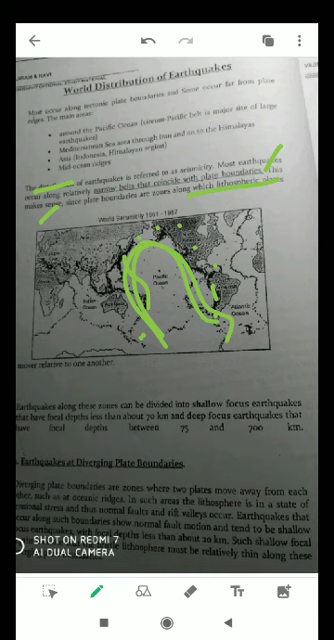 World Distribution of Earthquakes
Most occur along tectonic plate boundaries and Some occur far from plate
edges. The main areas
• around the Pacific Ocean (circum-Pacific belt is major site of large
earthquakes)
• Mediterranean Sea area through Iran and on to the Himalayas
• Asia (Indonesia, Himalayan region)
• Mid-ocean ridges
The of earthquakes is referred to as seismicity. Most earthquakes
occur along relatively narrow belts that coincide with plate boundaries. This
makes sense, since plate boundaries are zones along which lithospheric plates
World Seismicity 1961 - 1987
Pacific
Ocean
Indian
Ocean
Atlantic
Ocean
move relative to one another.
Earthquakes along these zones can be divided into shallow focus earthquakes
that have focal depths less than about 70 km and deep focus earthquakes that
have focal depths between 75 and 700 km.
Earthquakes at Diverging Plate Boundaries.
Diverging plate boundaries are zones where two plates move away from each
other, such as at oceanic ridges. In such areas the lithosphere is in a state of
stress and thus normal faults and rift valleys occur. Earthquakes that
occur along such boundaries show normal fault motion and tend to be shallow
focus earthquakes, with focal depths less than about 20 km. Such shallow focal
lithosphere must be relatively thin along these
SHOT ON REDMI 7
AI DUAL CAMERA
Tт